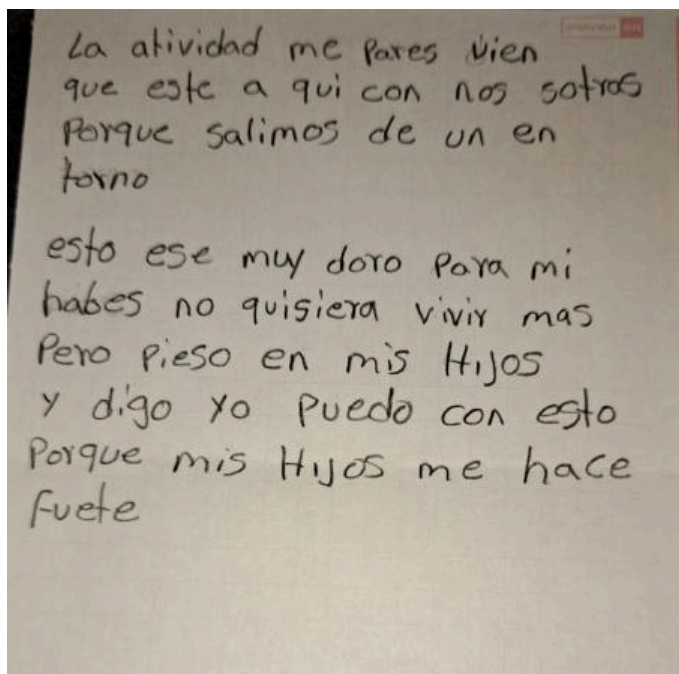 La atividad me Pares vien
que este a qui con nos sotros
Porque salimos de un en
torno
esto ese muy doro Para mi
habes no quisiera vivir mas
Pero Pieso en mis Hijos
Y digo Yo Puedo con esto
Porque mis Hijos me hace
fuete